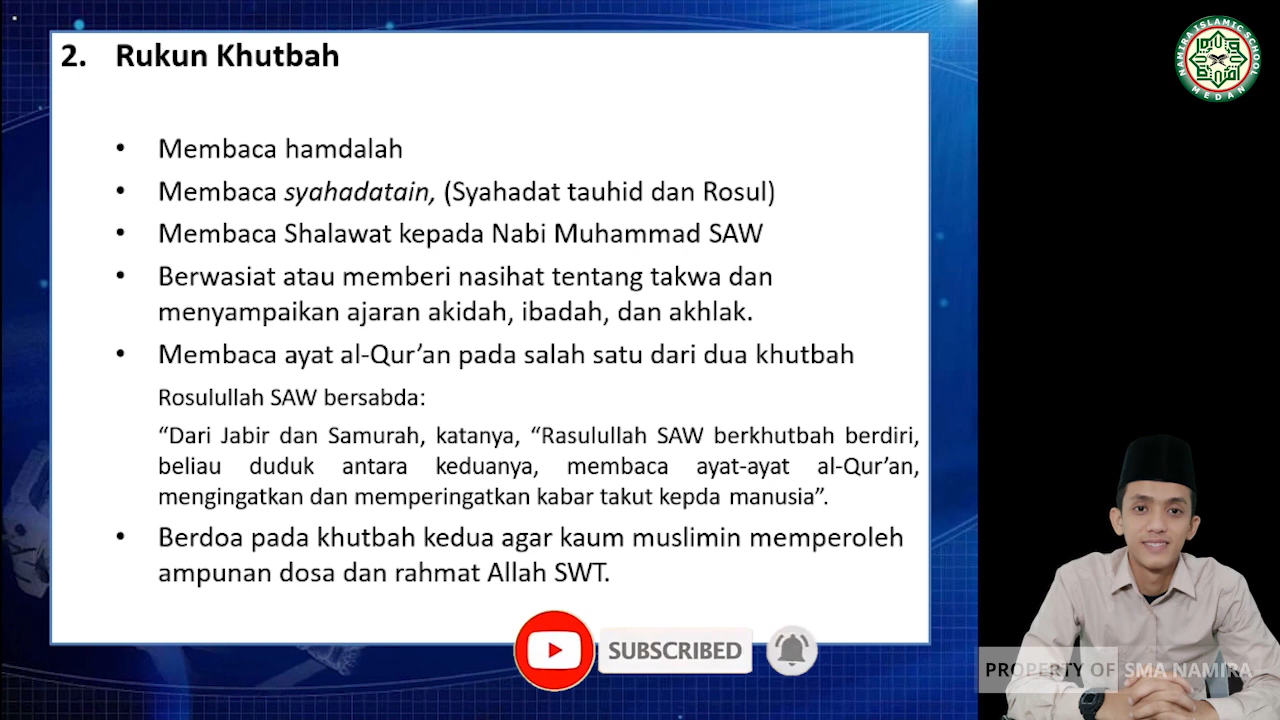 2. Rukun Khutbah
• Membaca hamdalah
• Membaca syahadatain, (Syahadat tauhid dan Rosul)
• Membaca Shalawat kepada Nabi Muhammad SAW
• Berwasiat atau memberi nasihat tentang takwa dan
menyampaikan ajaran akidah, ibadah, dan akhlak.
• Membaca ayat al-Qur’an pada salah satu dari dua khutbah
Rosulullah SAW bersabda:
“Dari Jabir dan Samurah, katanya, “Rasulullah SAW berkhutbah berdiri,
beliau duduk antara keduanya, membaca ayat-ayat al-Qur’an,
mengingatkan dan memperingatkan kabar takut kepda manusia”.
• Berdoa pada khutbah kedua agar kaum muslimin memperoleh
ampunan dosa dan rahmat Allah SWT.
SUBSCRIBED
NAMIRA ISLAMIC SCHOOL
MEDAN
PROPERTY OF SMA NAMIRA